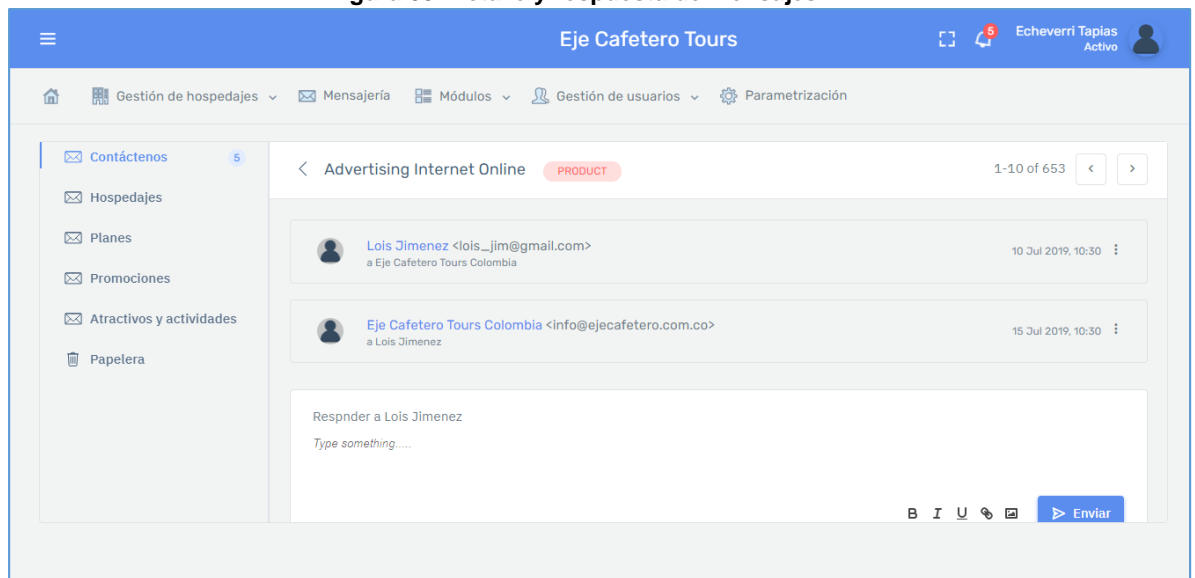 Eje Cafetero Tours
5
Echeverri Tapias
Activo
Gestión de hospedajes
Mensajería
Módulos
Gestión de usuarios
Parametrización
Contáctenos 5
Hospedajes
Planes
Promociones
Atractivos y actividades
Papelera
Advertising Internet Online PRODUCT
1-10 of 653
Lois Jimenez <lois_jim@gmail.com>
a Eje Cafetero Tours Colombia
10 Jul 2019, 10:30
Eje Cafetero Tours Colombia <info@ejecafetero.com.co>
a Lois Jimenez
15 Jul 2019, 10:30
Respnder a Lois Jimenez
Type something.....
B I U
Enviar